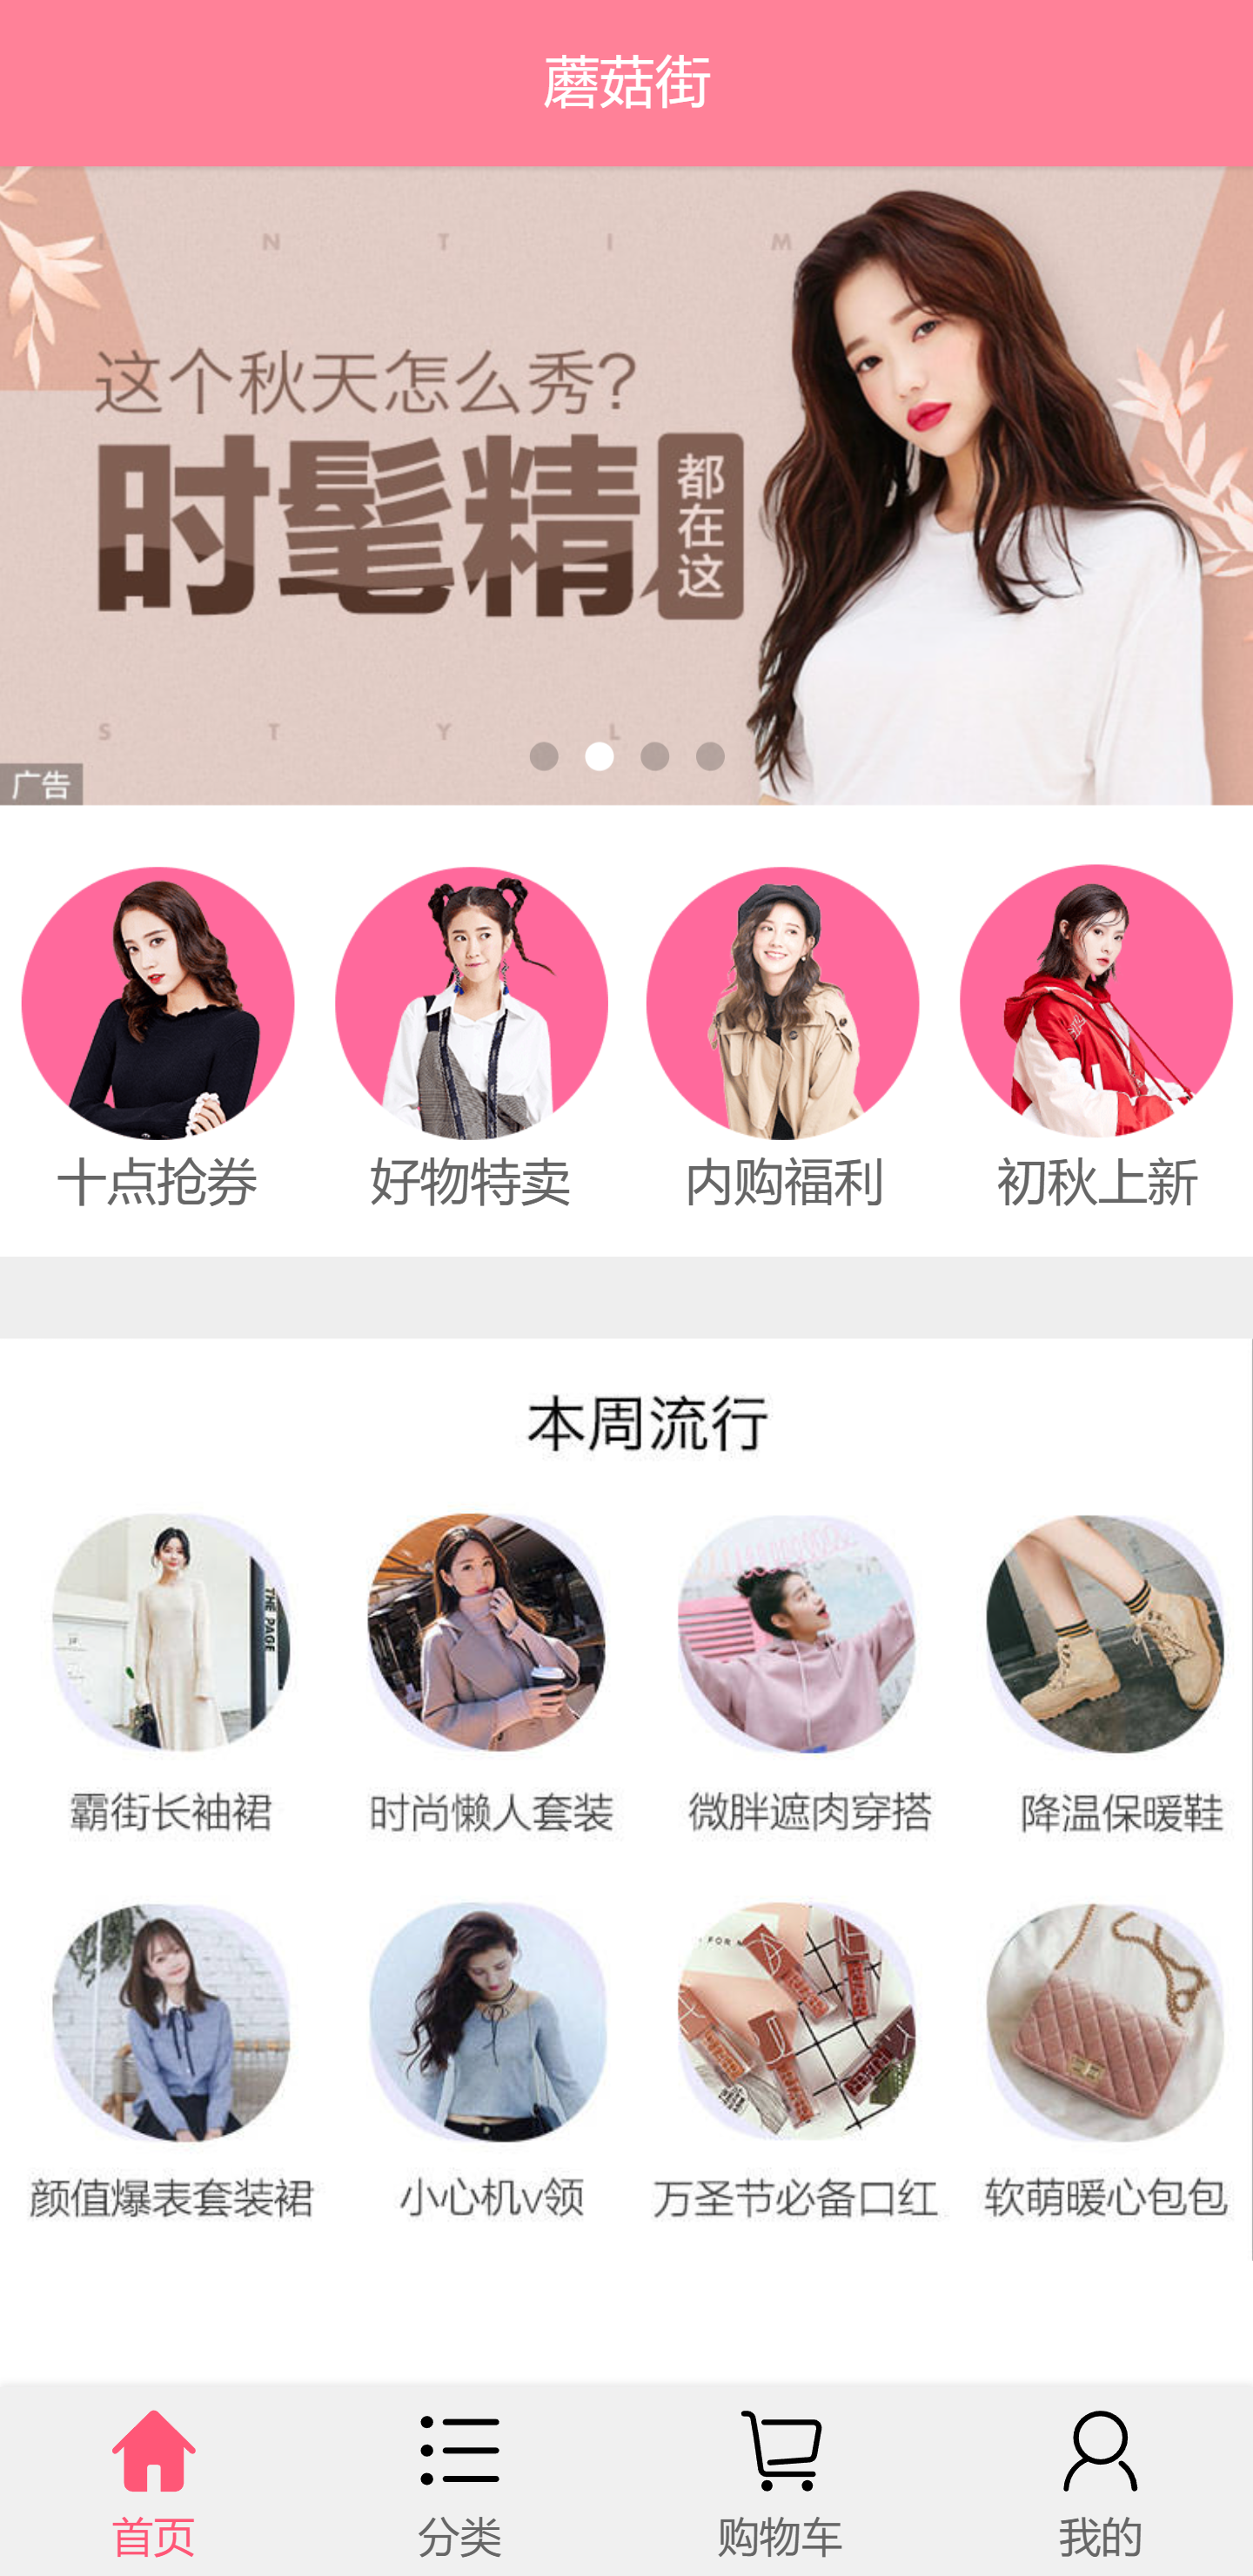 蘑菇街
I N T I M
这个秋天怎么秀?
时髦精
都在这
S T Y L
广告
十点抢券
好物特卖
内购福利
初秋上新
本周流行
THE PAGE
霸街长袖裙
时尚懒人套装
微胖遮肉穿搭
降温保暖鞋
FOR M
颜值爆表套装裙
小心机v领
万圣节必备口红
软萌暖心包包
首页
分类
购物车
我的